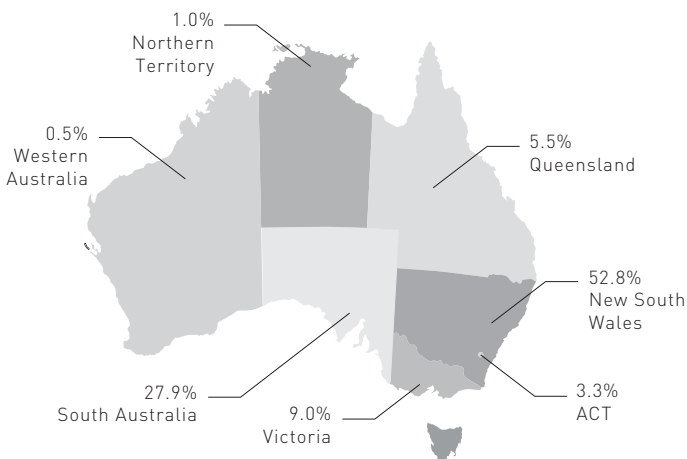 1.0%
Northern
Territory
0.5%
Western
Australia
5.5%
Queensland
52.8%
New South
Wales
27.9%
South Australia
9.0%
Victoria
3.3%
ACT